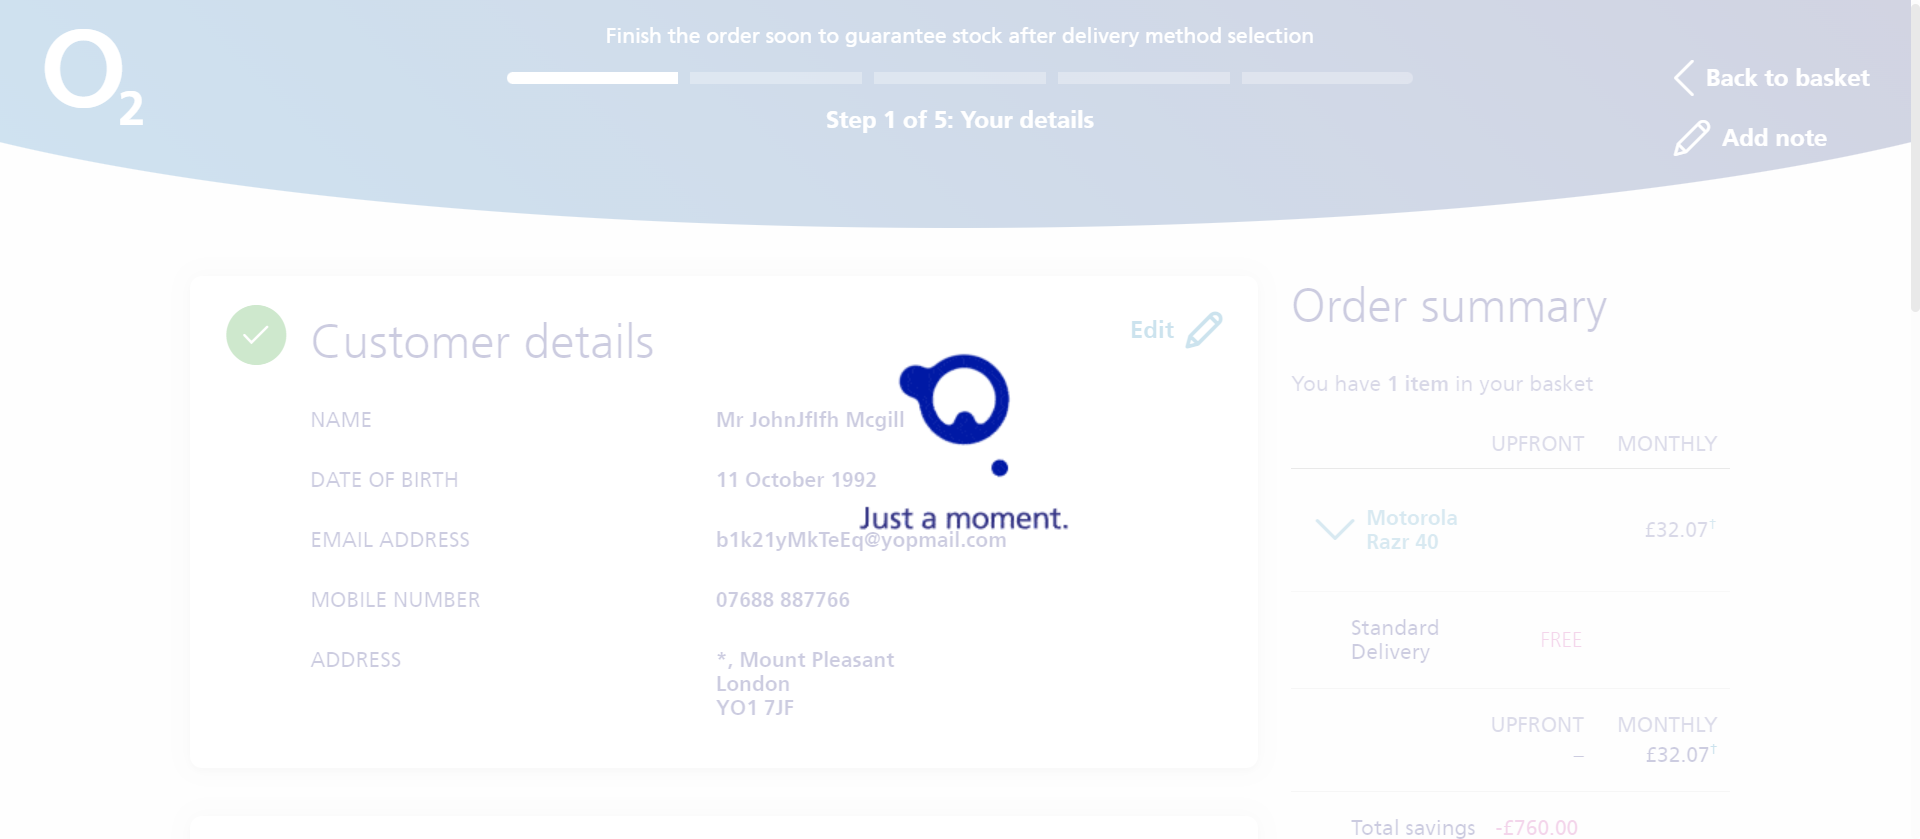 O2
Finish the order soon to guarantee stock after delivery method selection
Step 1 of 5: Your details
Back to basket
Add note
Customer details
Edit
NAME
Mr JohnJfIfh Mcgill
DATE OF BIRTH
11 October 1992
EMAIL ADDRESS
b1k21yMkTeEq@yopmail.com
MOBILE NUMBER
07688 887766
ADDRESS
*, Mount Pleasant
London
YO1 7JF
Just a moment.
Order summary
You have 1 item in your basket
UPFRONT MONTHLY
Motorola
Razr 40
£32.07†
Standard
Delivery
FREE
UPFRONT MONTHLY
– £32.07†
Total savings -£760.00